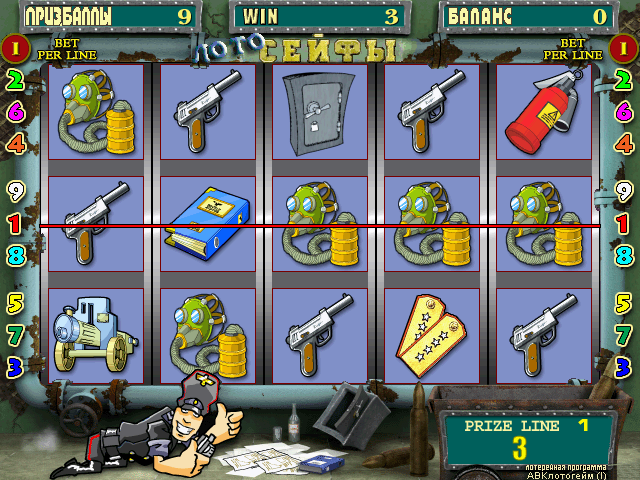 ПРИЗБАЛЛЫ 9 WIN 3 БАЛАНС 0
ЛОТО СЕЙФЫ
1 BET PER LINE BET PER LINE 1
2 2
6 6
4 4
9 9
1 1
8 8
5 5
7 7
3 3
PRIZE LINE 1
3
лотерейная программа
АВКлотогейм (I)